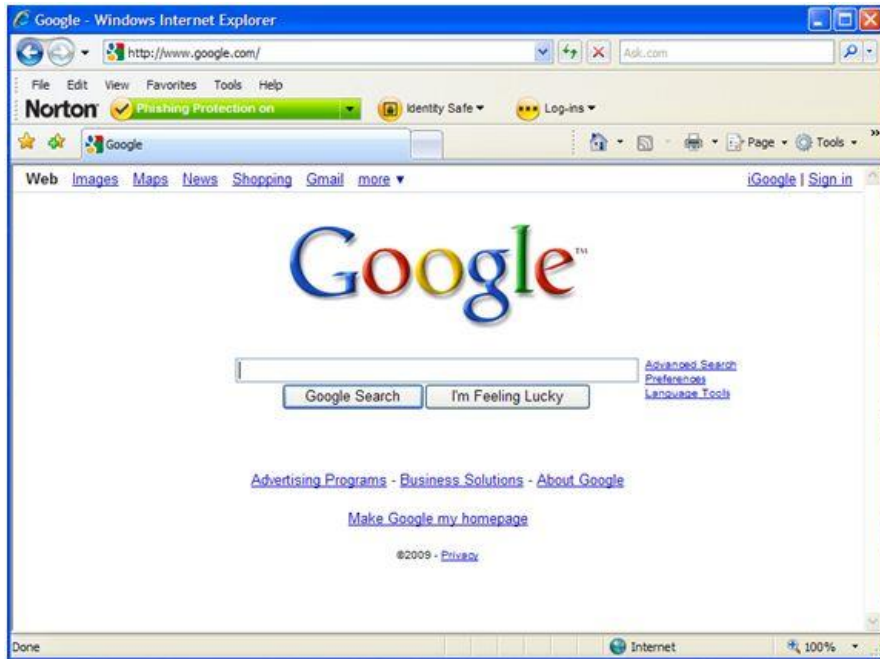 Google - Windows Internet Explorer
http://www.google.com/ Ask.com
File Edit View Favorites Tools Help
Norton Phishing Protection on Identity Safe Log-ins
Google Page Tools »
Web Images Maps News Shopping Gmail more ▼ iGoogle | Sign in
Google™
Advanced Search
Preferences
Language Tools
Google Search I'm Feeling Lucky
Advertising Programs - Business Solutions - About Google
Make Google my homepage
©2009 - Privacy
Done Internet 100%